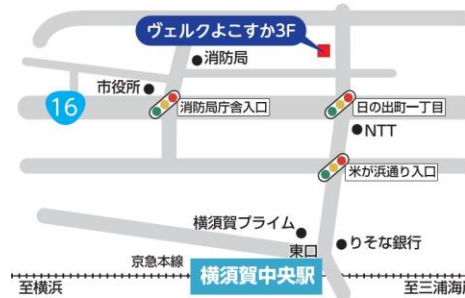 ヴェルクよこすか3F
消防局
市役所
16
消防局庁舎入口
日の出町一丁目
NTT
米が浜通り入口
横須賀プライム
東口
りそな銀行
京急本線
横須賀中央駅
至横浜
至三浦海岸